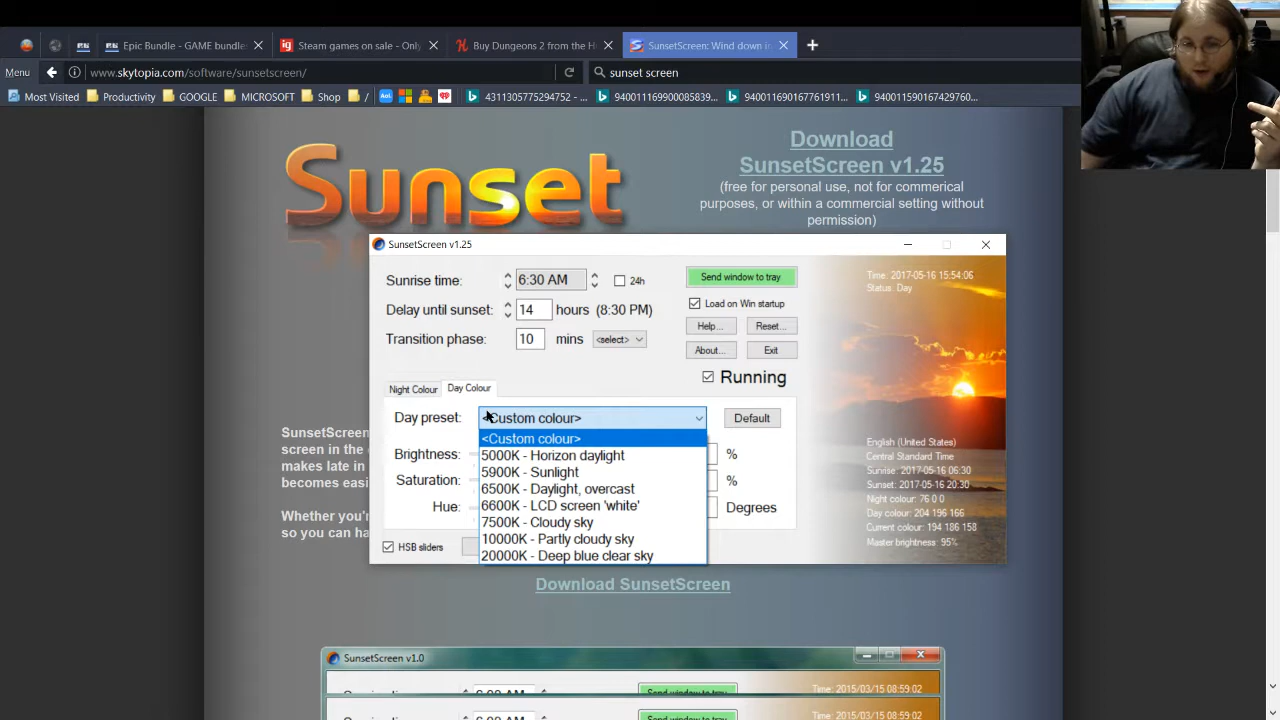 Epic Bundle - GAME bundle
Steam games on sale - Onl
Buy Dungeons 2 from the H
SunsetScreen: Wind down in
Menu
www.skytopia.com/software/sunsetscreen/
sunset screen
Most Visited
Productivity
GOOGLE
MICROSOFT
Shop
/
Aol.
4311305775294752 - ...
940011169900085839...
940011690167761911...
940011590167429760...
Sunset
Download
SunsetScreen v1.25
(free for personal use, not for commerical
purposes, or within a commercial setting without
permission)
SunsetScreen v1.25
Sunrise time:
6:30 AM
24h
Send window to tray
Time: 2017-05-16 15:54:06
Status: Day
Delay until sunset:
14
hours
(8:30 PM)
Load on Win startup
Transition phase:
10
mins
<select>
Help...
Reset...
About...
Exit
Running
Night Colour
Day Colour
Day preset:
<Custom colour>
Default
<Custom colour>
5000K - Horizon daylight
5900K - Sunlight
6500K - Daylight, overcast
6600K - LCD screen 'white'
7500K - Cloudy sky
10000K - Partly cloudy sky
20000K - Deep blue clear sky
Brightness:
%
Saturation:
%
Hue:
Degrees
HSB sliders
English (United States)
Central Standard Time
Sunrise: 2017-05-16 06:30
Sunset: 2017-05-16 20:30
Night colour: 76 0 0
Day colour: 204 196 166
Current colour: 194 186 158
Master brightness: 95%
SunsetScreen
screen in the
makes late in
becomes easi
Whether you'r
so you can ha
Download SunsetScreen
SunsetScreen v1.0
Time: 2015/03/15 08:59:02
Send window to tray
Time: 2015/03/15 08:59:02